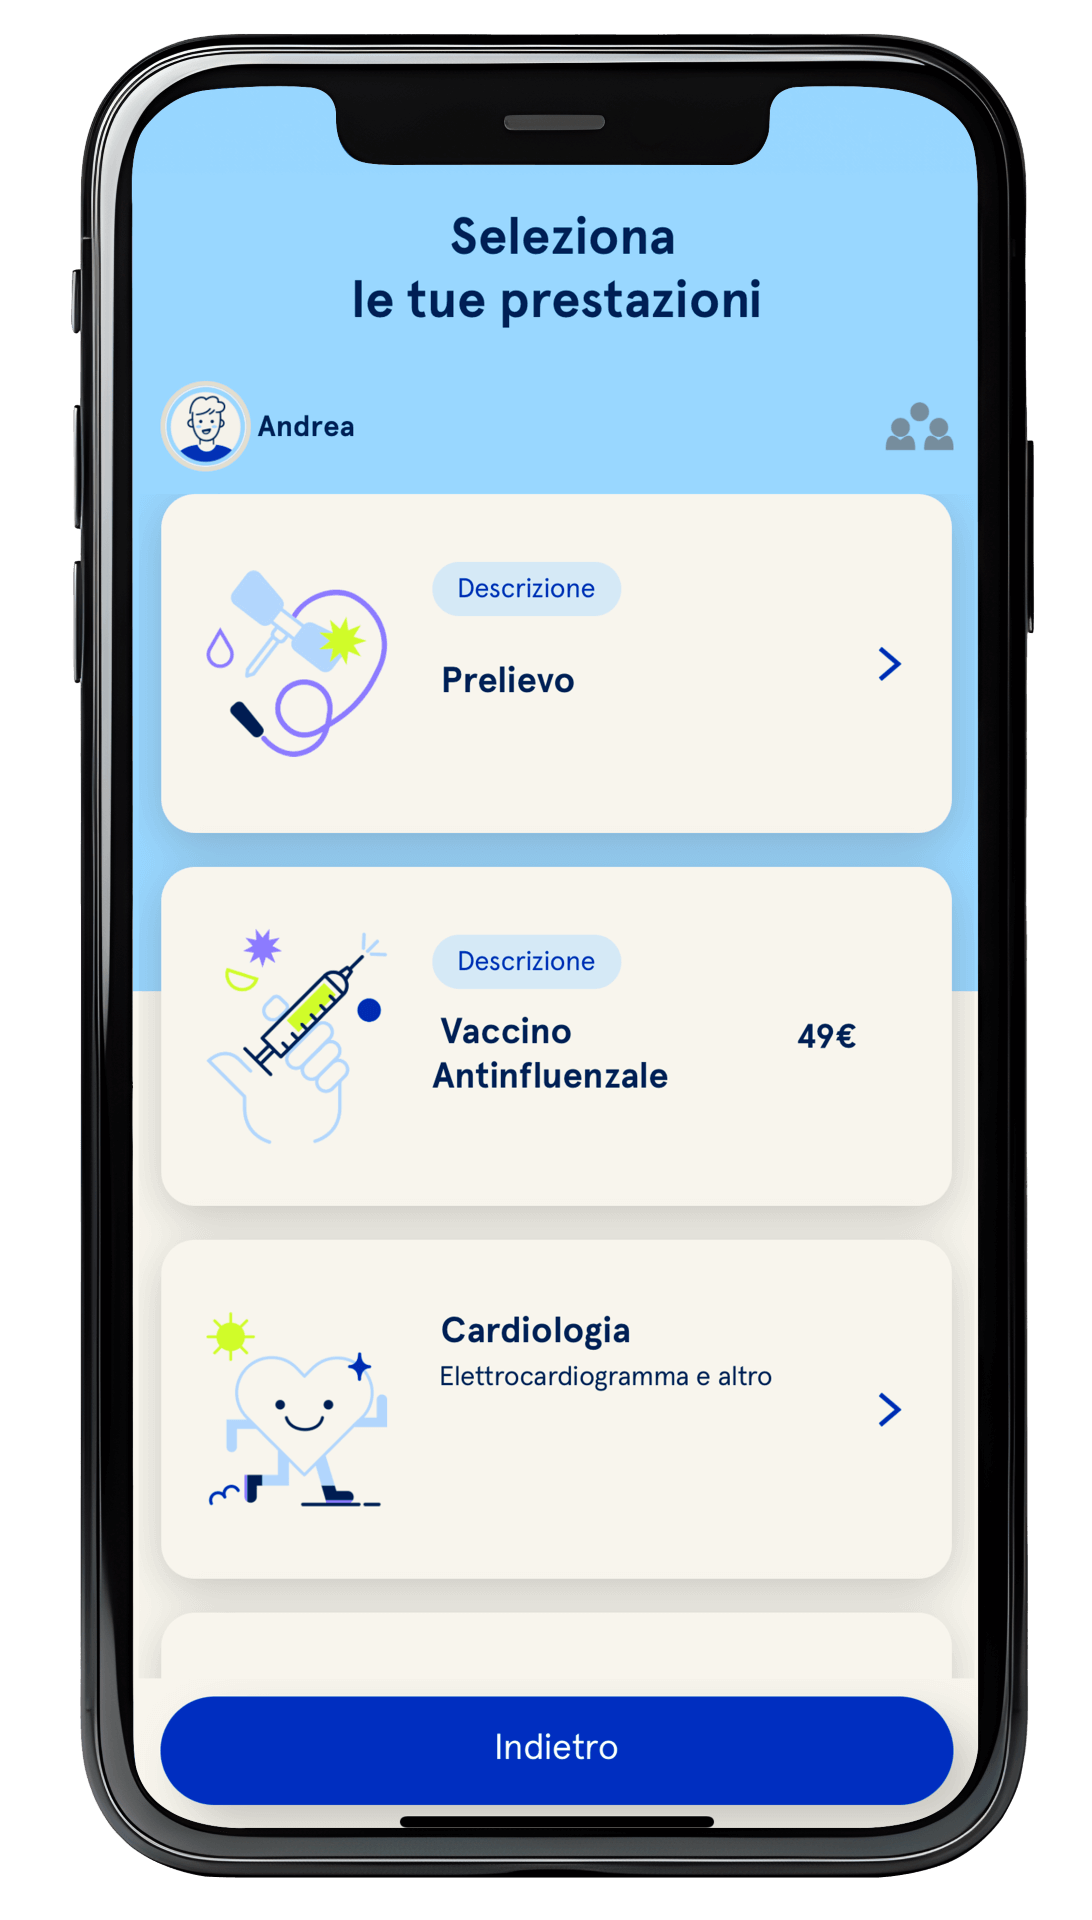 Seleziona
le tue prestazioni
Andrea
Descrizione
Prelievo
Descrizione
Vaccino
Antinfluenzale
49€
Cardiologia
Elettrocardiogramma e altro
Indietro